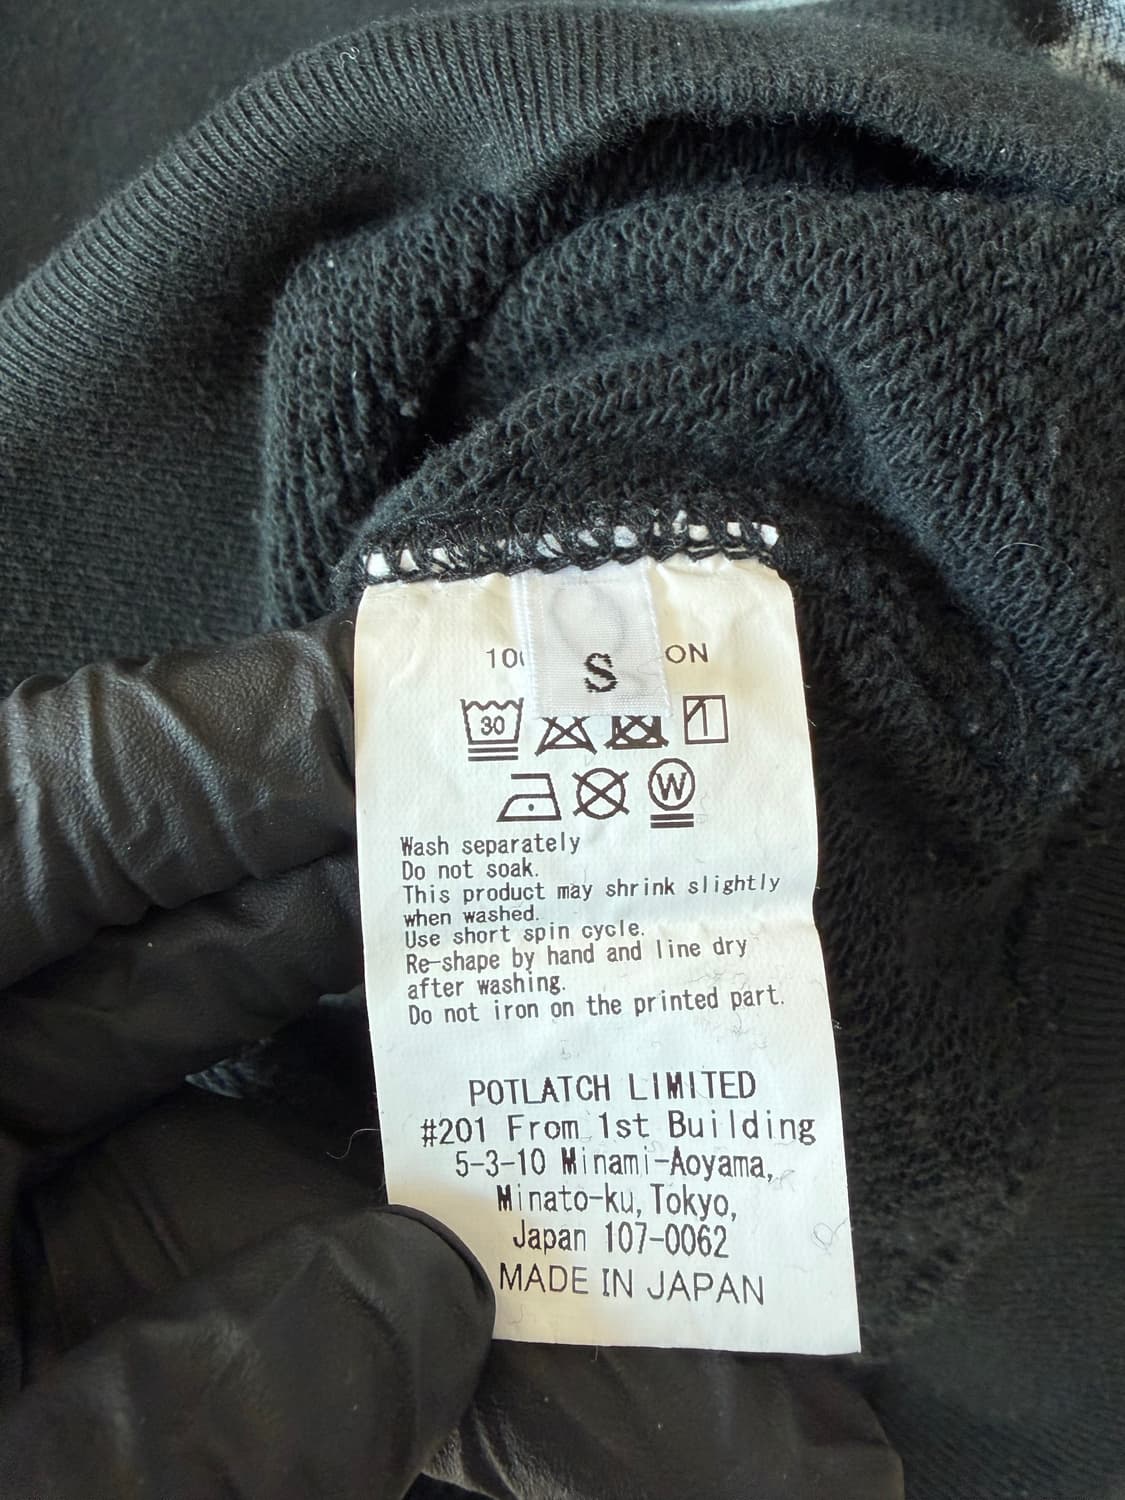 S
30
W
Wash separately
Do not soak.
This product may shrink slightly
when washed.
Use short spin cycle.
Re-shape by hand and line dry
after washing.
Do not iron on the printed part.
POTLATCH LIMITED
#201 From 1st Building
5-3-10 Minami-Aoyama,
Minato-ku, Tokyo,
Japan 107-0062
MADE IN JAPAN